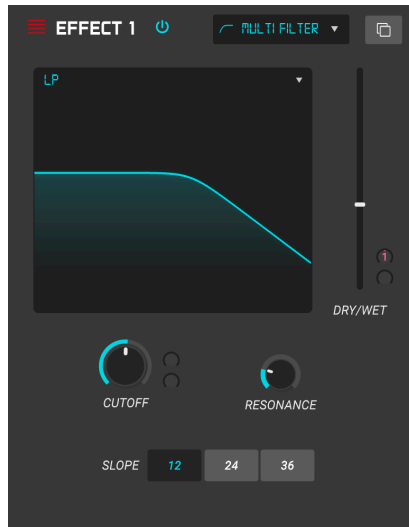 EFFECT 1
MULTI FILTER
LP
1
DRY/WET
CUTOFF
RESONANCE
SLOPE 12 24 36